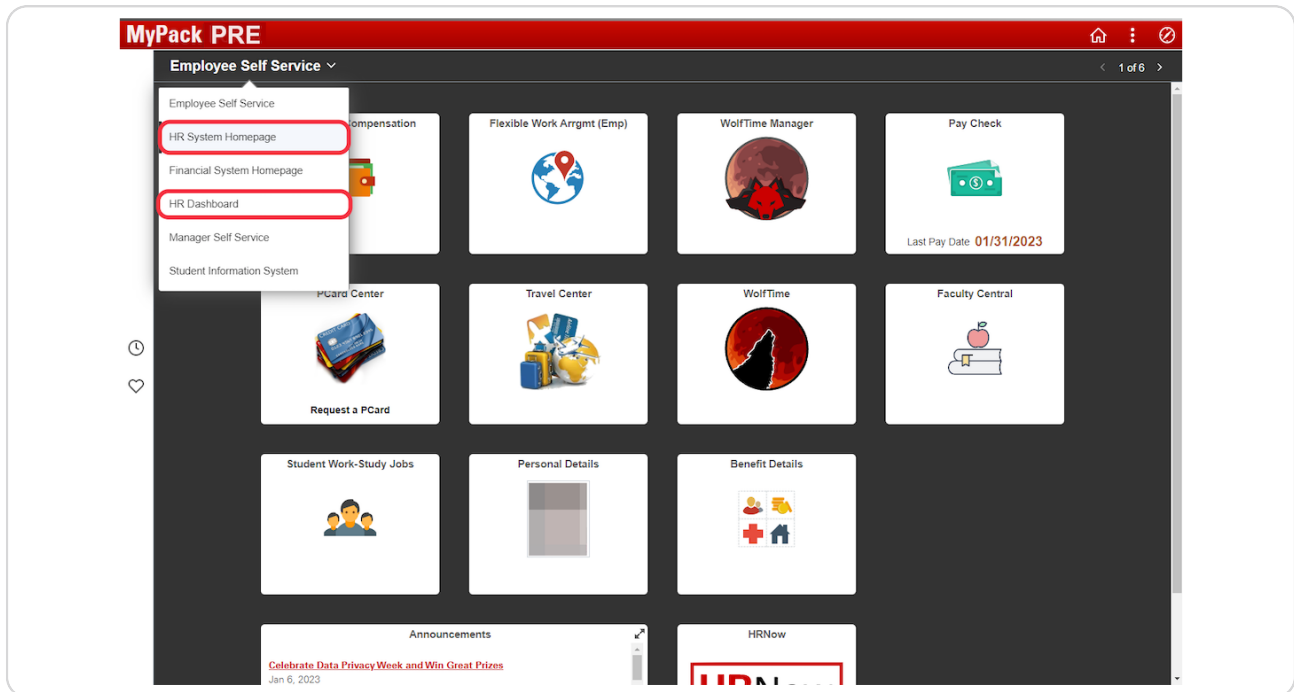 MyPack PRE
Employee Self Service
1 of 6
Employee Self Service
HR System Homepage
Financial System Homepage
HR Dashboard
Manager Self Service
Student Information System
Compensation
Flexible Work Arrgmt (Emp)
WolfTime Manager
Pay Check
Last Pay Date 01/31/2023
PCard Center
Request a PCard
Travel Center
WolfTime
Faculty Central
Student Work-Study Jobs
Personal Details
Benefit Details
Announcements
Celebrate Data Privacy Week and Win Great Prizes
Jan 6, 2023
HRNow
HRNow